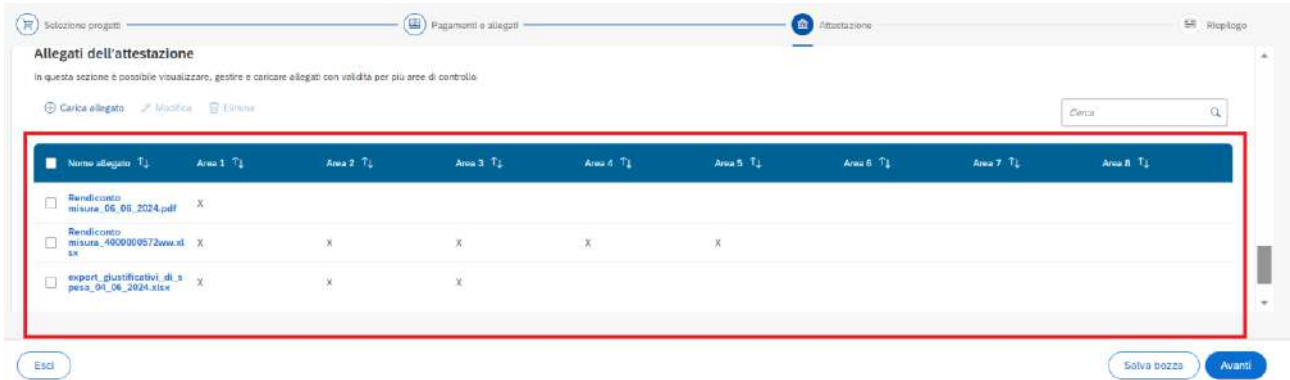 Selezione progetti
Pagamenti e allegati
Attestazione
Riepilogo
Allegati dell'attestazione
In questa sezione è possibile visualizzare, gestire e caricare allegati con validità per più aree di controllo.
Carica allegato Modifica Elimina
Cerca
Nome allegato Area 1 Area 2 Area 3 Area 4 Area 5 Area 6 Area 7 Area 8
Rendiconto
misura_06_06_2024.pdf X
Rendiconto
misura_4000000572ww.xl X X X X X
sx
export_giustificativi_di_s
pesa_04_06_2024.xlsx X X X
Esci
Salva bozza Avanti